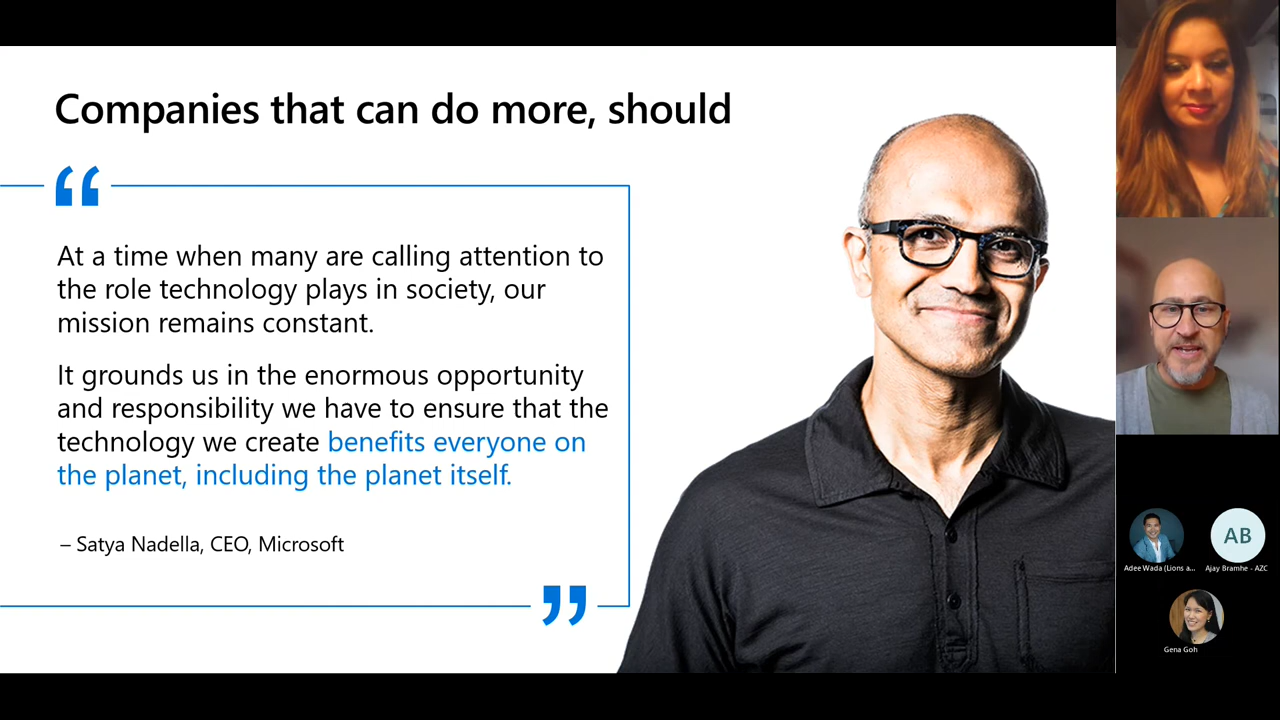 Companies that can do more, should
“
At a time when many are calling attention to
the role technology plays in society, our
mission remains constant.
It grounds us in the enormous opportunity
and responsibility we have to ensure that the
technology we create benefits everyone on
the planet, including the planet itself.
– Satya Nadella, CEO, Microsoft
”
AB
Adee Wada (Lions a...
Ajay Bramhe - AZC
Gena Goh